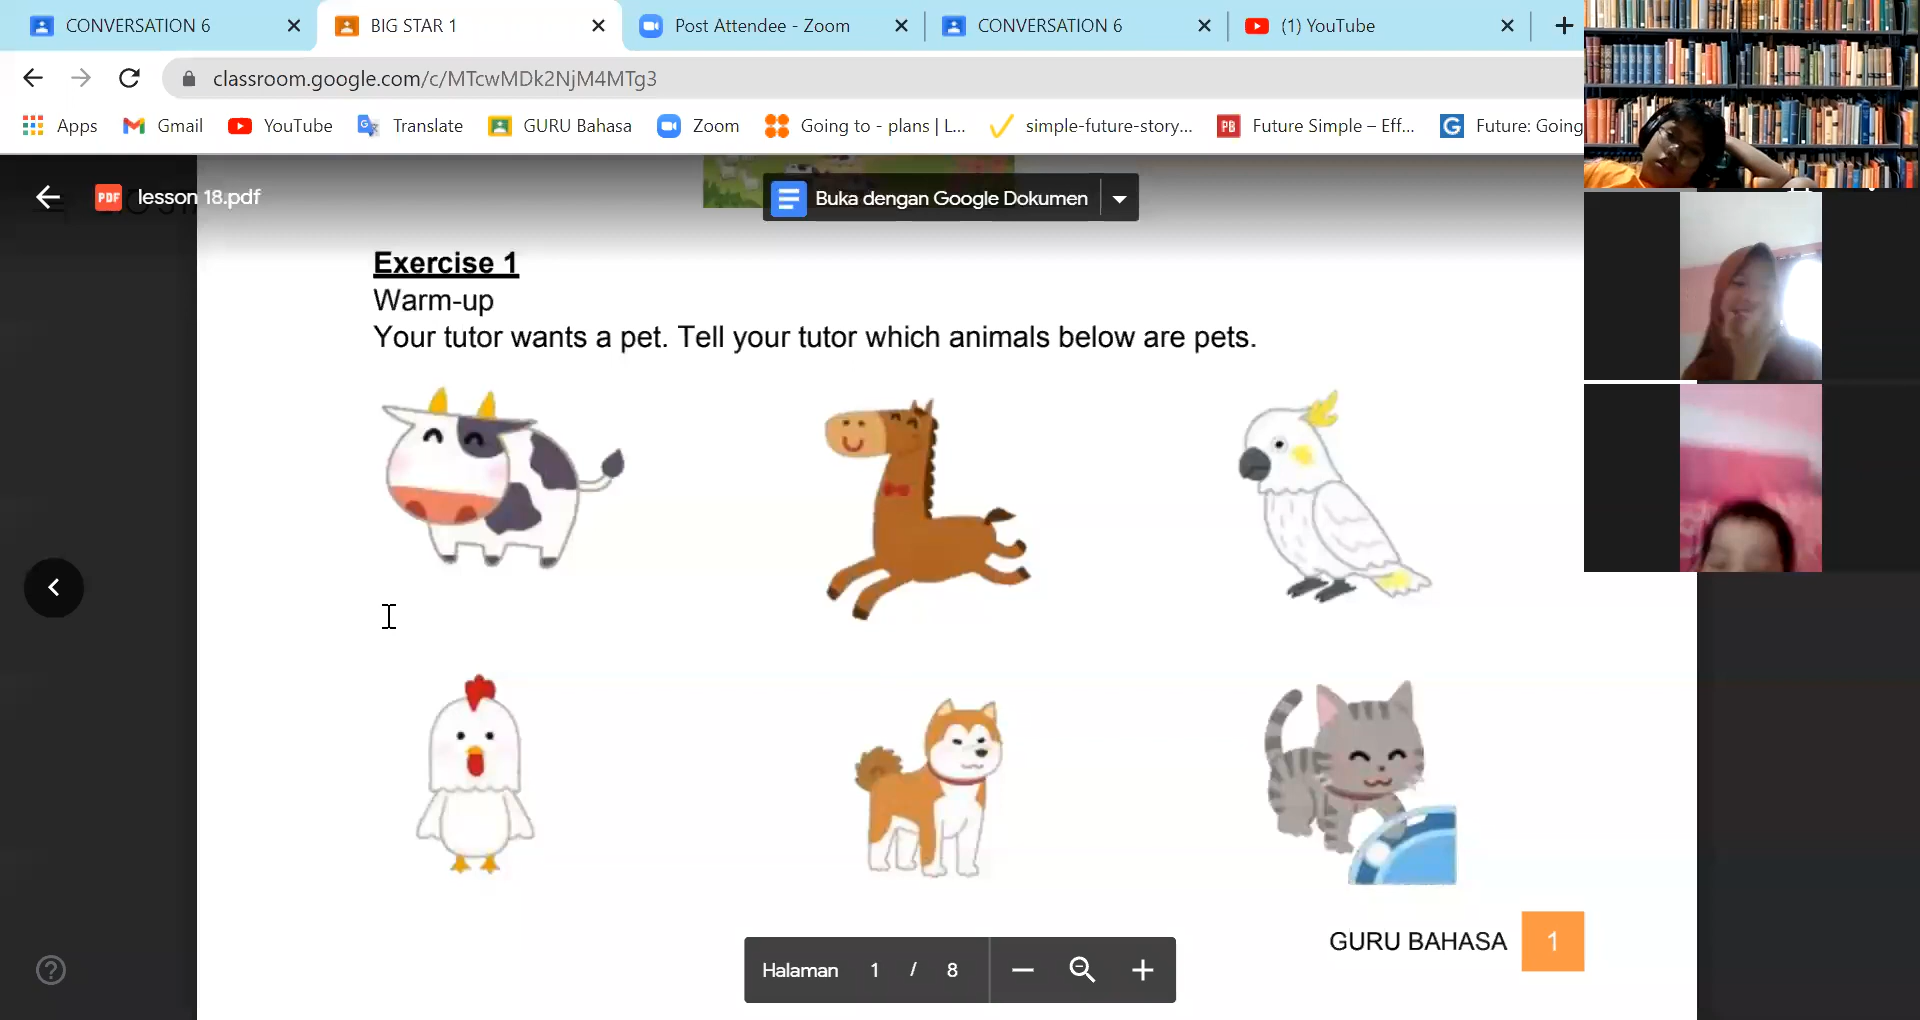 CONVERSATION 6
BIG STAR 1
Post Attendee - Zoom
CONVERSATION 6
(1) YouTube
classroom.google.com/c/MTcwMDk2NjM4MTg3
Apps
Gmail
YouTube
Translate
GURU Bahasa
Zoom
Going to - plans | L...
simple-future-story...
PB
Future Simple – Eff...
G
Future: Going
PDF
lesson 18.pdf
Buka dengan Google Dokumen
Exercise 1
Warm-up
Your tutor wants a pet. Tell your tutor which animals below are pets.
GURU BAHASA 1
Halaman 1 / 8